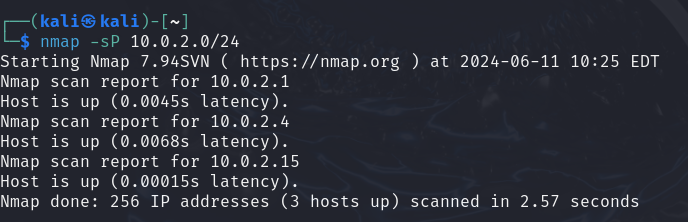 ┌──(kali㉿kali)-[~]
└─$ nmap -sP 10.0.2.0/24
Starting Nmap 7.94SVN ( https://nmap.org ) at 2024-06-11 10:25 EDT
Nmap scan report for 10.0.2.1
Host is up (0.0045s latency).
Nmap scan report for 10.0.2.4
Host is up (0.0068s latency).
Nmap scan report for 10.0.2.15
Host is up (0.00015s latency).
Nmap done: 256 IP addresses (3 hosts up) scanned in 2.57 seconds